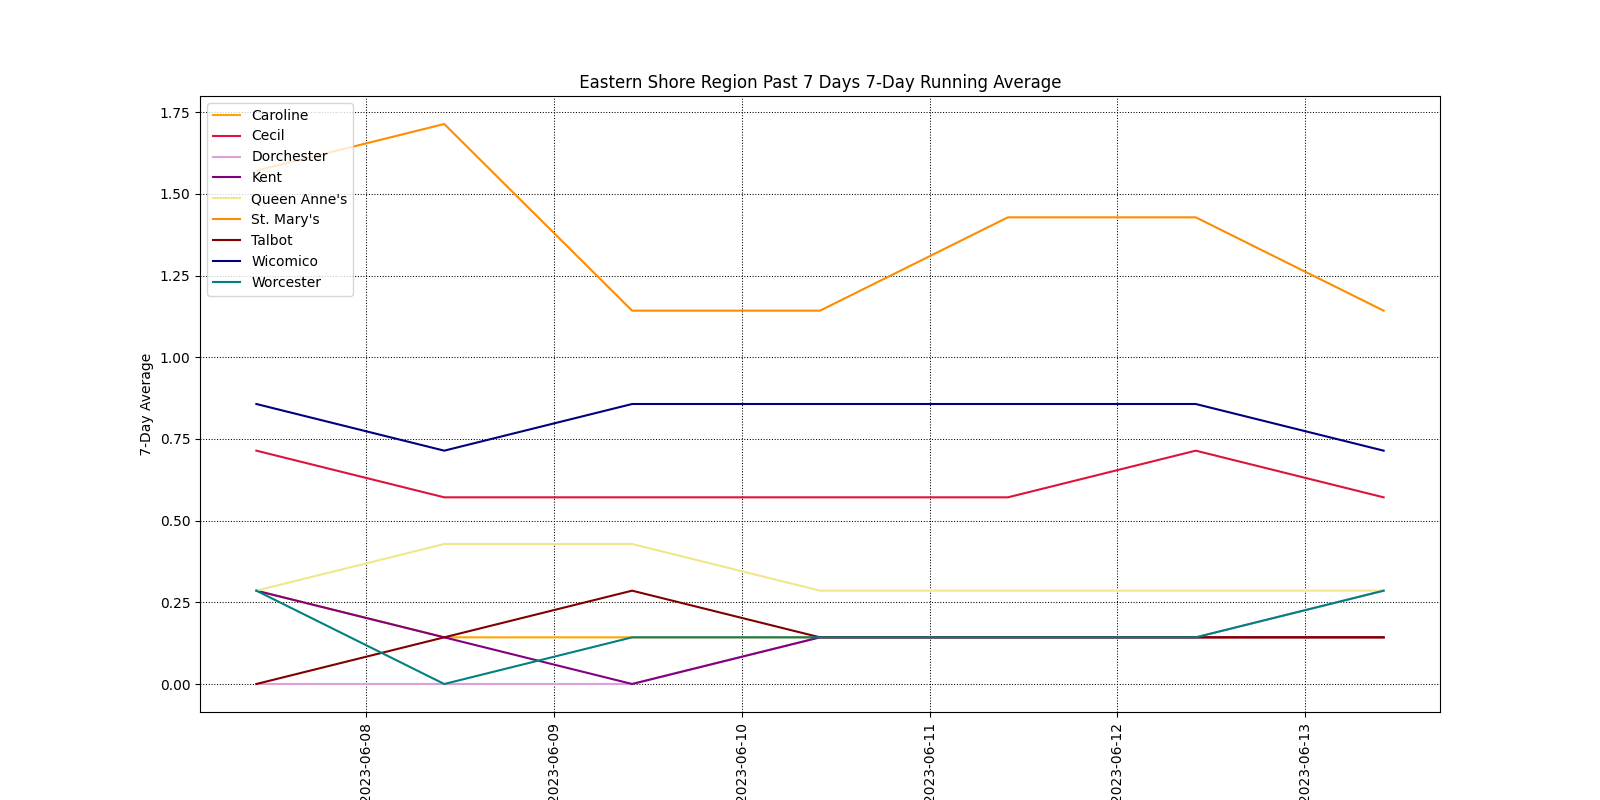 Eastern Shore Region Past 7 Days 7-Day Running Average
Caroline
Cecil
Dorchester
Kent
Queen Anne's
St. Mary's
Talbot
Wicomico
Worcester
7-Day Average
1.75
1.50
1.25
1.00
0.75
0.50
0.25
0.00
2023-06-08
2023-06-09
2023-06-10
2023-06-11
2023-06-12
2023-06-13